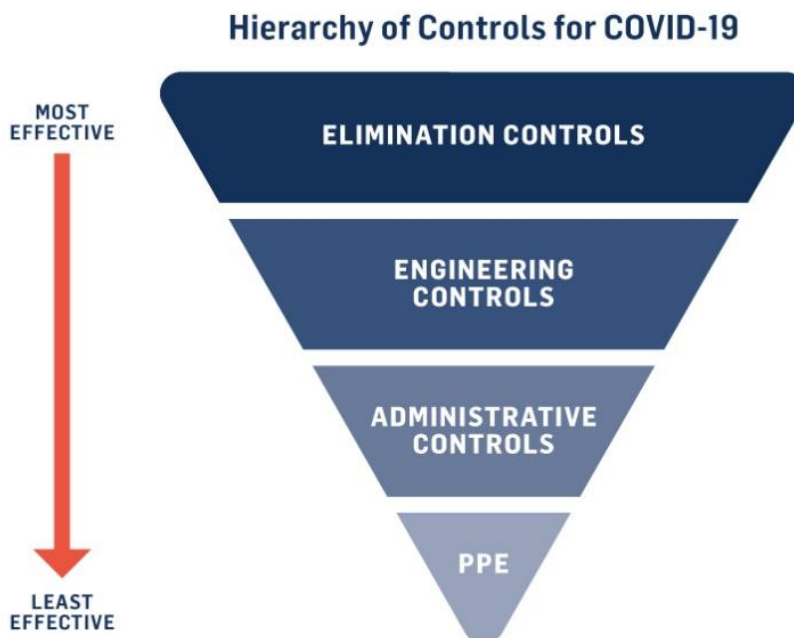 Hierarchy of Controls for COVID-19
MOST
EFFECTIVE
ELIMINATION CONTROLS
ENGINEERING
CONTROLS
ADMINISTRATIVE
CONTROLS
PPE
LEAST
EFFECTIVE